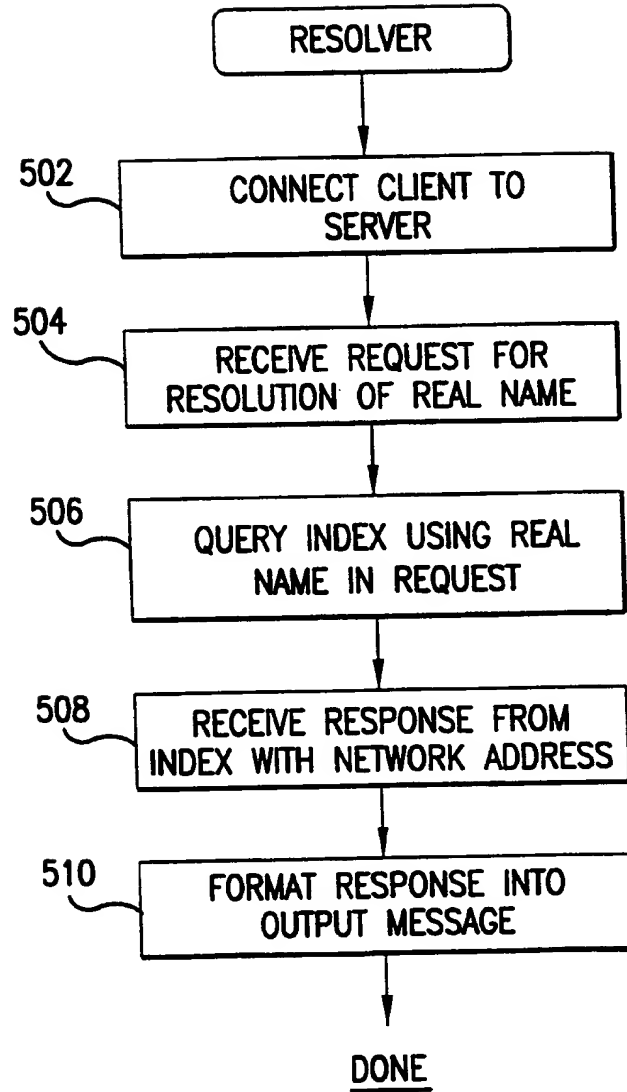 RESOLVER
502
CONNECT CLIENT TO
SERVER
504
RECEIVE REQUEST FOR
RESOLUTION OF REAL NAME
506
QUERY INDEX USING REAL
NAME IN REQUEST
508
RECEIVE RESPONSE FROM
INDEX WITH NETWORK ADDRESS
510
FORMAT RESPONSE INTO
OUTPUT MESSAGE
DONE